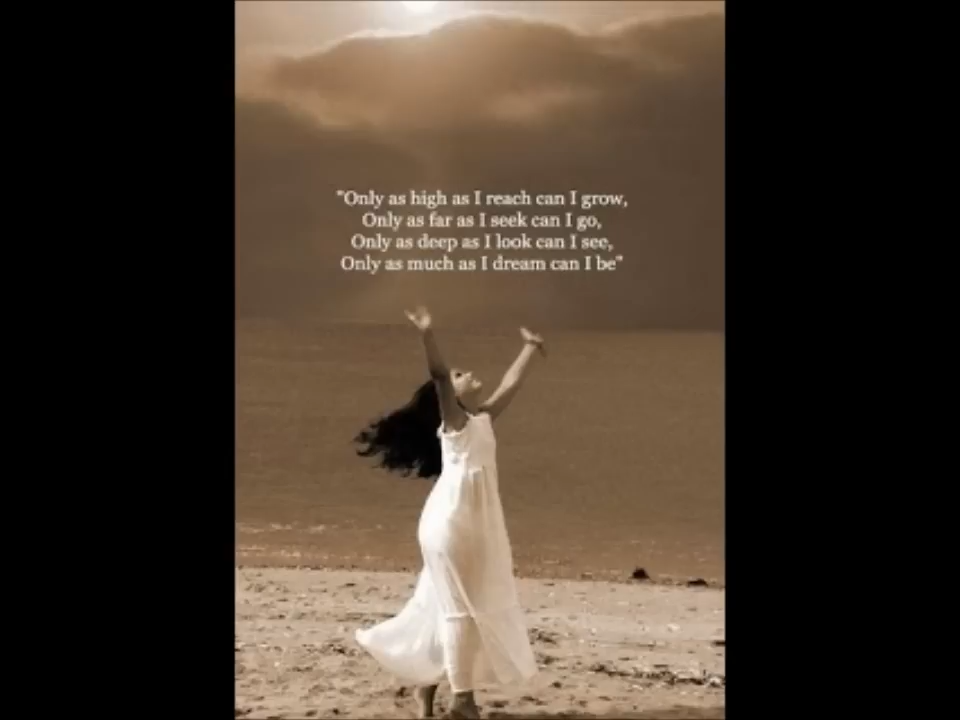 "Only as high as I reach can I grow,
Only as far as I seek can I go,
Only as deep as I look can I see,
Only as much as I dream can I be"